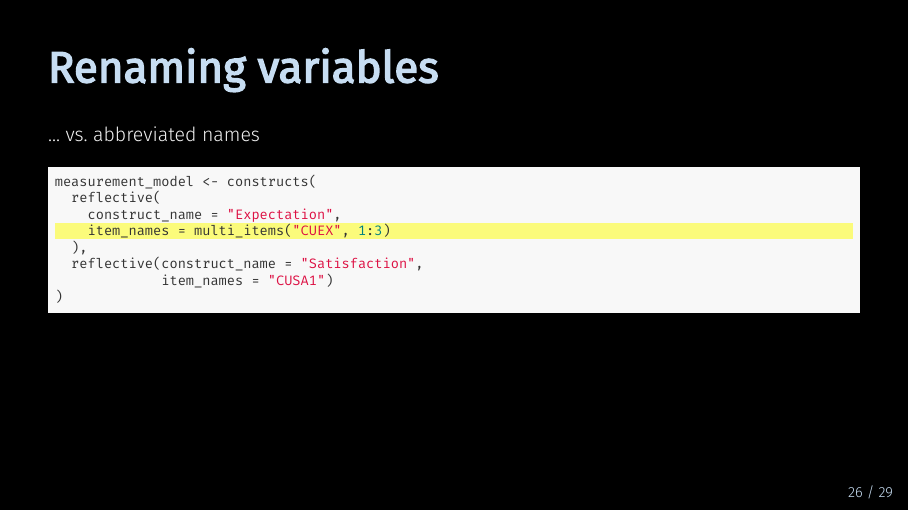 Renaming variables
... vs. abbreviated names
measurement_model <- constructs(
  reflective(
    construct_name = "Expectation",
    item_names = multi_items("CUEX", 1:3)
  ),
  reflective(construct_name = "Satisfaction",
             item_names = "CUSA1")
)
26 / 29